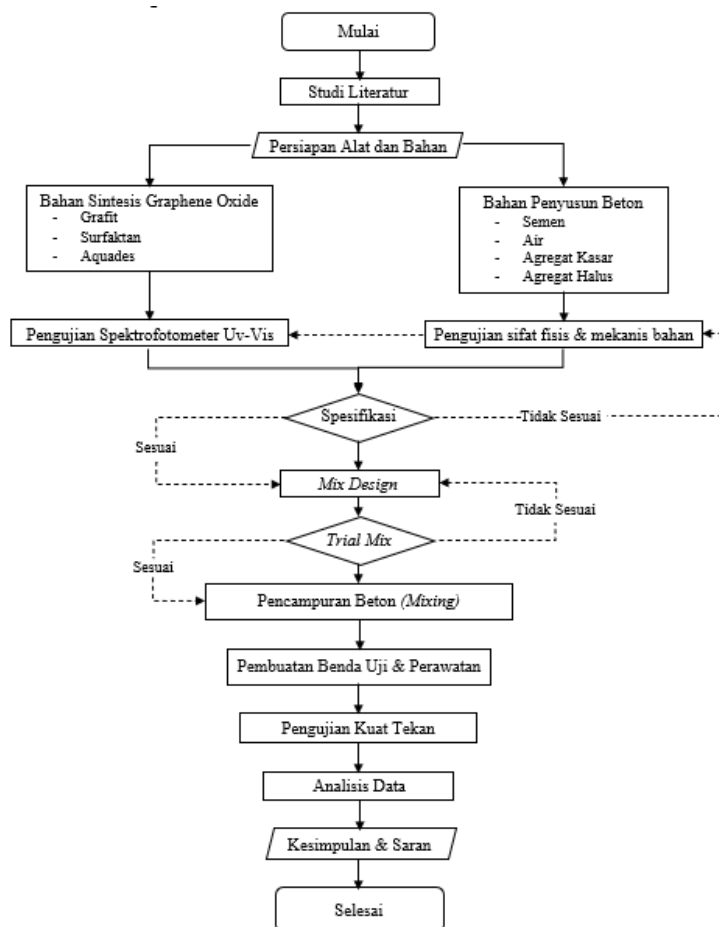 Mulai
Studi Literatur
Persiapan Alat dan Bahan
Bahan Sintesis Graphene Oxide
- Grafit
- Surfaktan
- Aquades
Bahan Penyusun Beton
- Semen
- Air
- Agregat Kasar
- Agregat Halus
Pengujian Spektrofotometer Uv-Vis
Pengujian sifat fisis & mekanis bahan
Spesifikasi
Tidak Sesuai
Sesuai
Mix Design
Tidak Sesuai
Trial Mix
Sesuai
Pencampuran Beton (Mixing)
Pembuatan Benda Uji & Perawatan
Pengujian Kuat Tekan
Analisis Data
Kesimpulan & Saran
Selesai